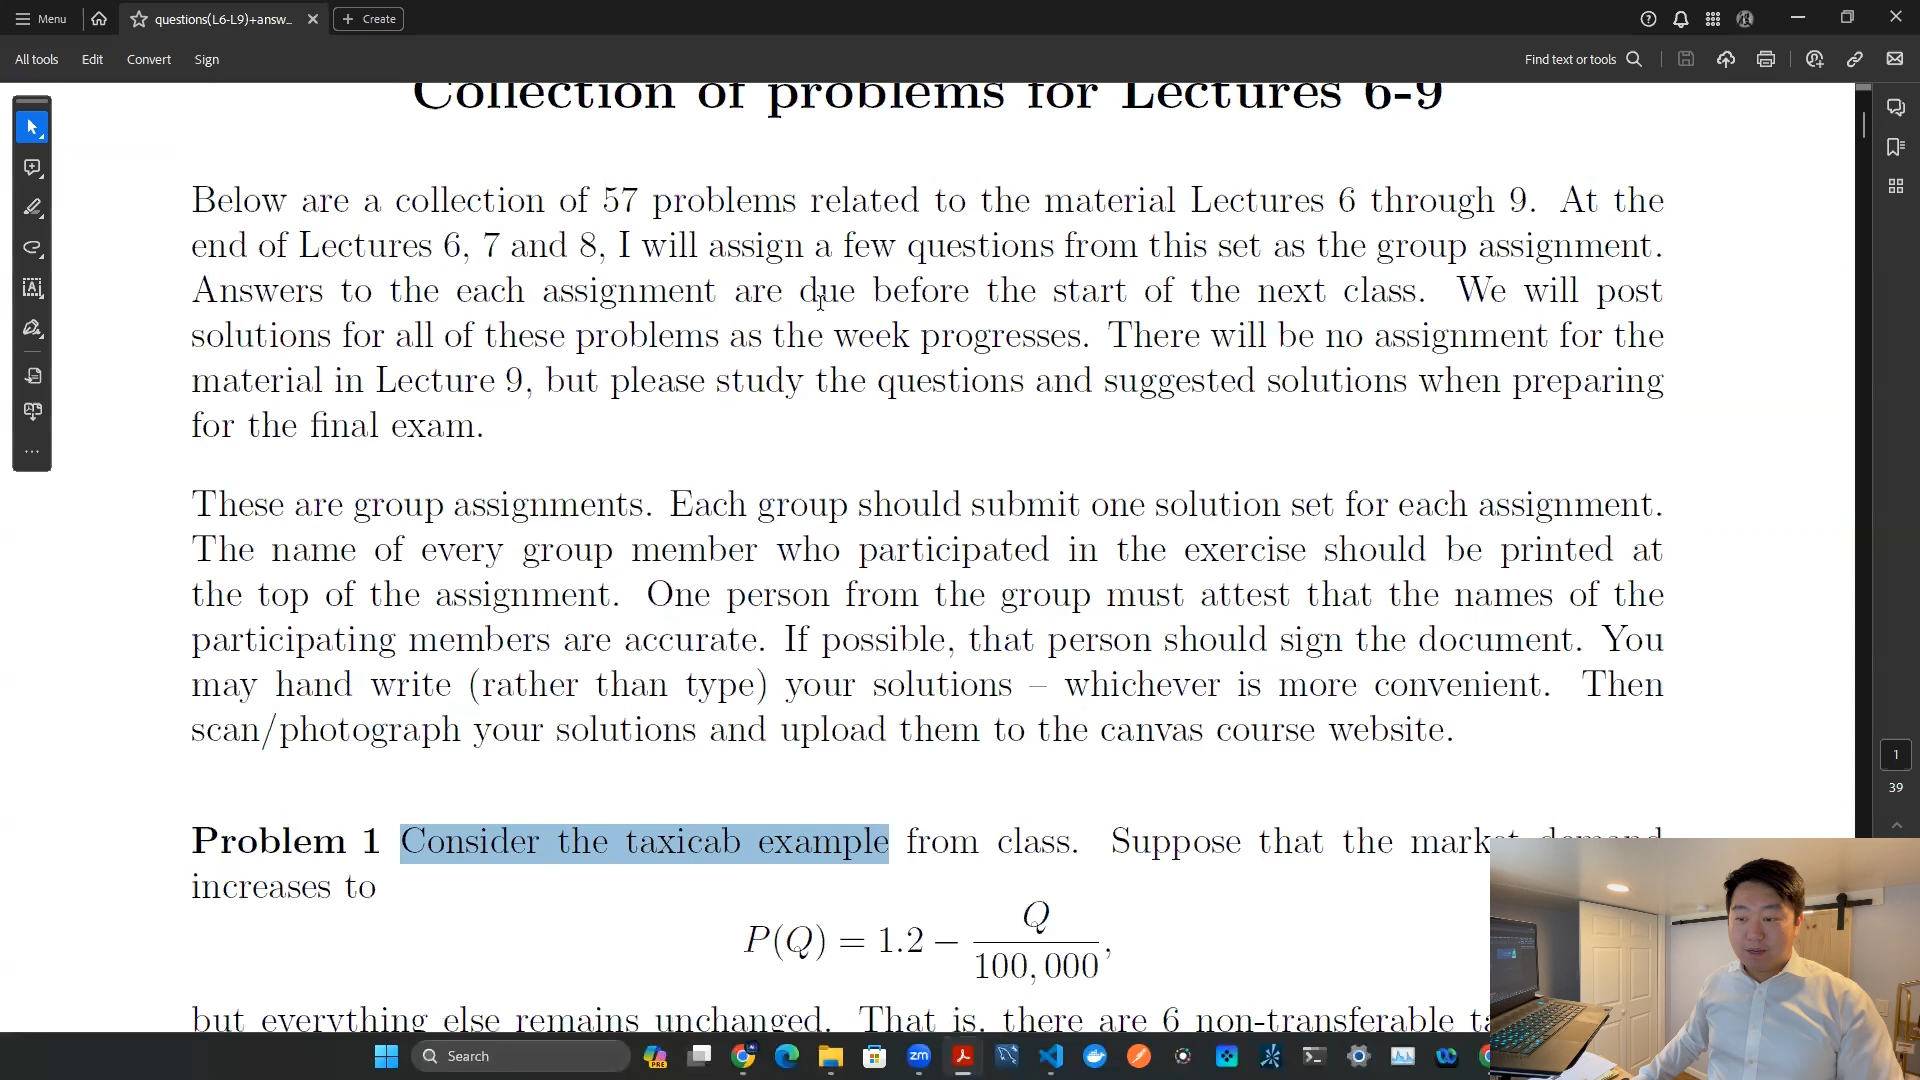 Menu
questions(L6-L9)+answ...
Create
All tools
Edit
Convert
Sign
Find text or tools
Collection of problems for Lectures 6-9
Below are a collection of 57 problems related to the material Lectures 6 through 9. At the
end of Lectures 6, 7 and 8, I will assign a few questions from this set as the group assignment.
Answers to the each assignment are due before the start of the next class. We will post
solutions for all of these problems as the week progresses. There will be no assignment for the
material in Lecture 9, but please study the questions and suggested solutions when preparing
for the final exam.
These are group assignments. Each group should submit one solution set for each assignment.
The name of every group member who participated in the exercise should be printed at
the top of the assignment. One person from the group must attest that the names of the
participating members are accurate. If possible, that person should sign the document. You
may hand write (rather than type) your solutions – whichever is more convenient. Then
scan/photograph your solutions and upload them to the canvas course website.
1
39
Problem 1 Consider the taxicab example from class. Suppose that the market demand
increases to
P(Q) = 1.2 − Q / 100,000,
but everything else remains unchanged. That is, there are 6 non-transferable
Search
PRE
zm